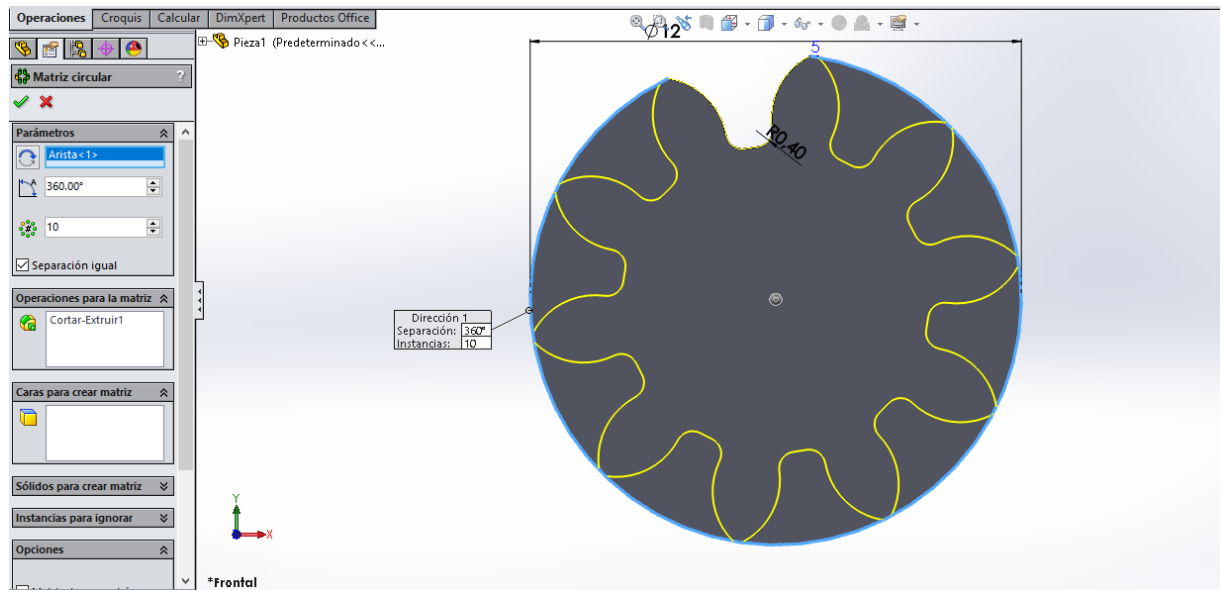 Operaciones Croquis Calcular DimXpert Productos Office
Pieza1 (Predeterminado<<...
Matriz circular ?
Parámetros
Arista<1>
360.00°
10
Separación igual
Operaciones para la matriz
Cortar-Extruir1
Caras para crear matriz
Sólidos para crear matriz
Instancias para ignorar
Opciones
Ø12
5
R0,40
Dirección 1
Separación: 360°
Instancias: 10
Y
X
*Frontal